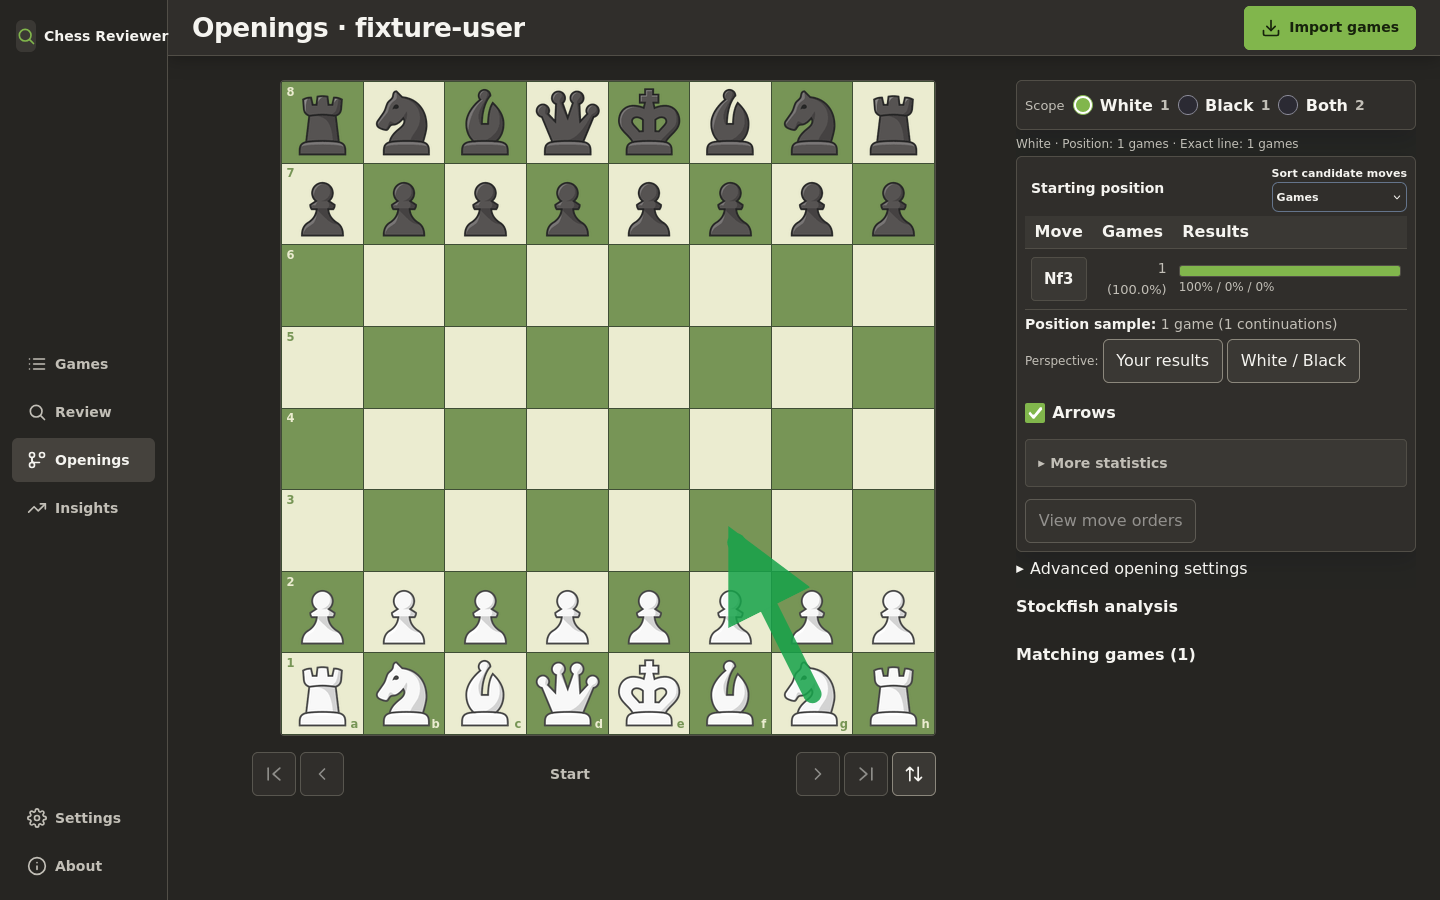 Chess Reviewer
Openings · fixture-user
Import games
Games
Review
Openings
Insights
Settings
About
8
7
6
5
4
3
2
1
a b c d e f g h
Start
Scope White 1 Black 1 Both 2
White · Position: 1 games · Exact line: 1 games
Starting position
Sort candidate moves
Games
Move Games Results
Nf3 1 (100.0%) 100% / 0% / 0%
Position sample: 1 game (1 continuations)
Perspective: Your results White / Black
Arrows
▸ More statistics
View move orders
▸ Advanced opening settings
Stockfish analysis
Matching games (1)